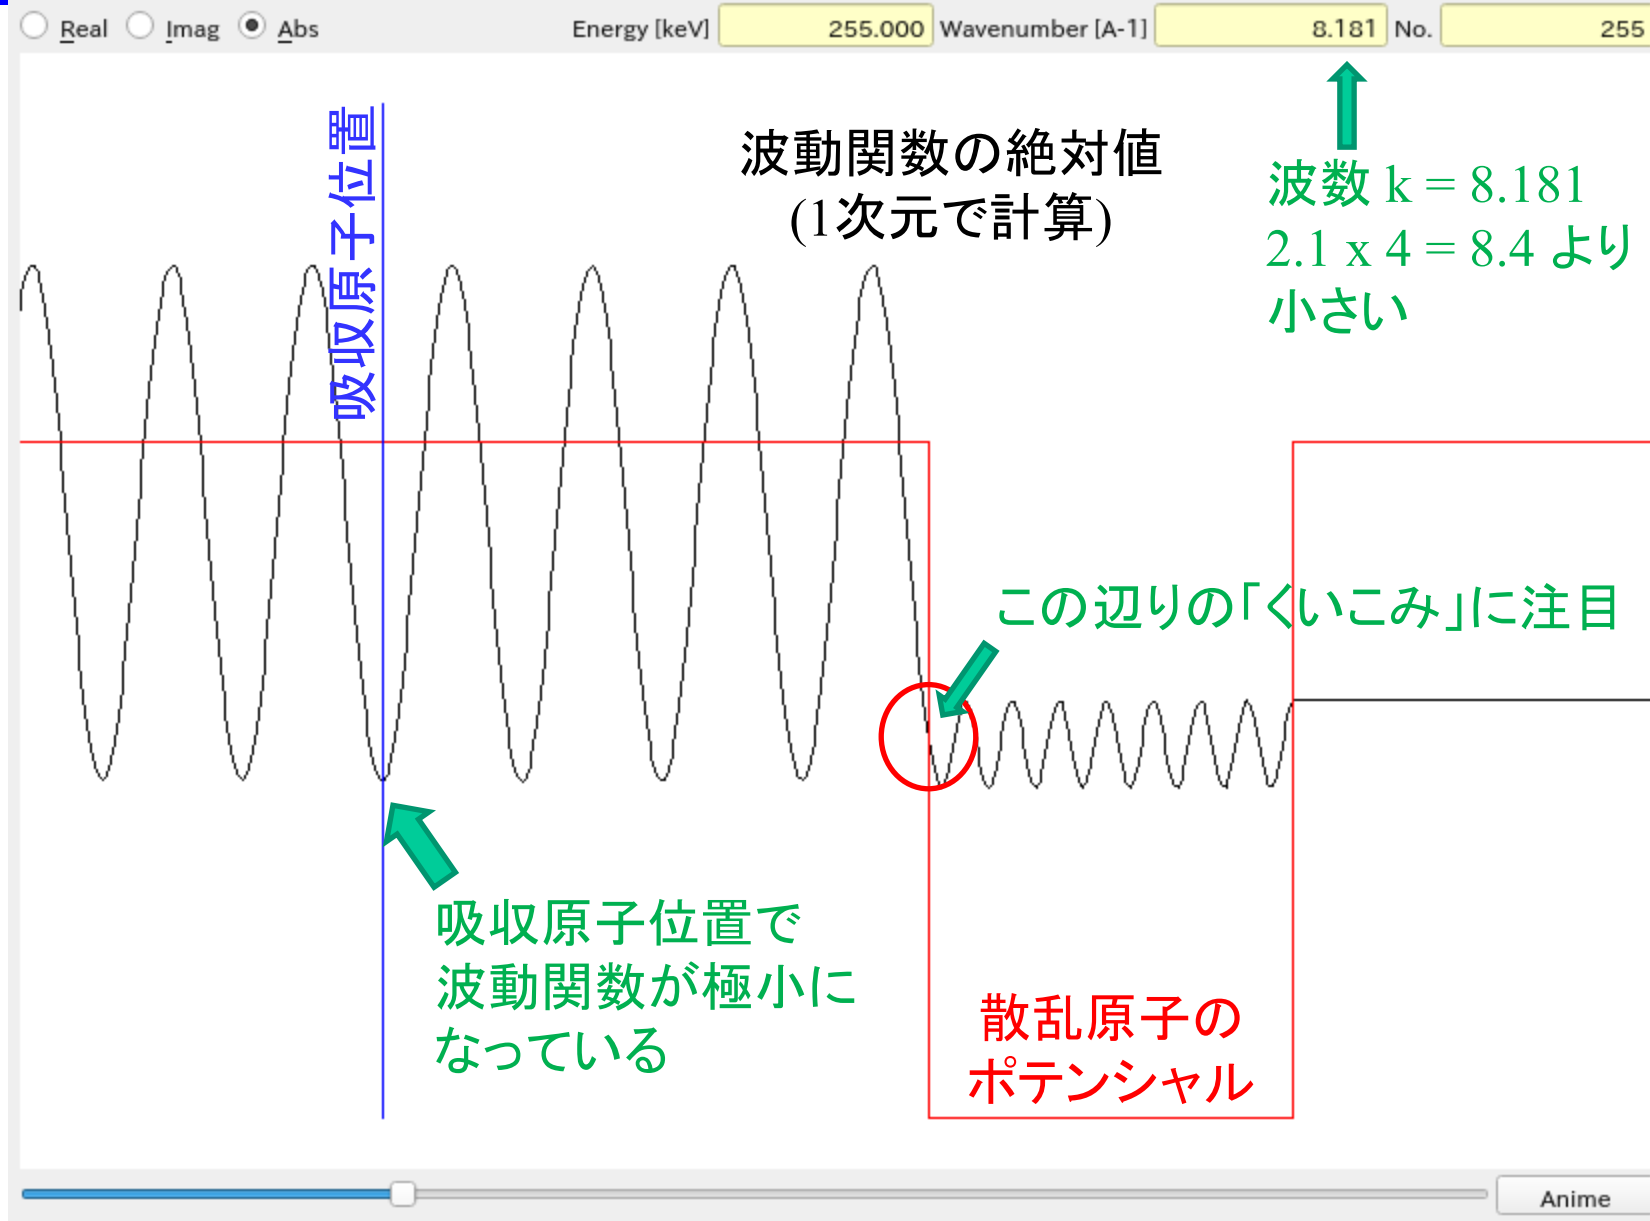 Real Imag Abs Energy [keV] 255.000 Wavenumber [A-1] 8.181 No. 255
吸収原子位置
波動関数の絶対値
(1次元で計算)
波数 k = 8.181
2.1 x 4 = 8.4 より
小さい
この辺りの「くいこみ」に注目
吸収原子位置で
波動関数が極小に
なっている
散乱原子の
ポテンシャル
Anime